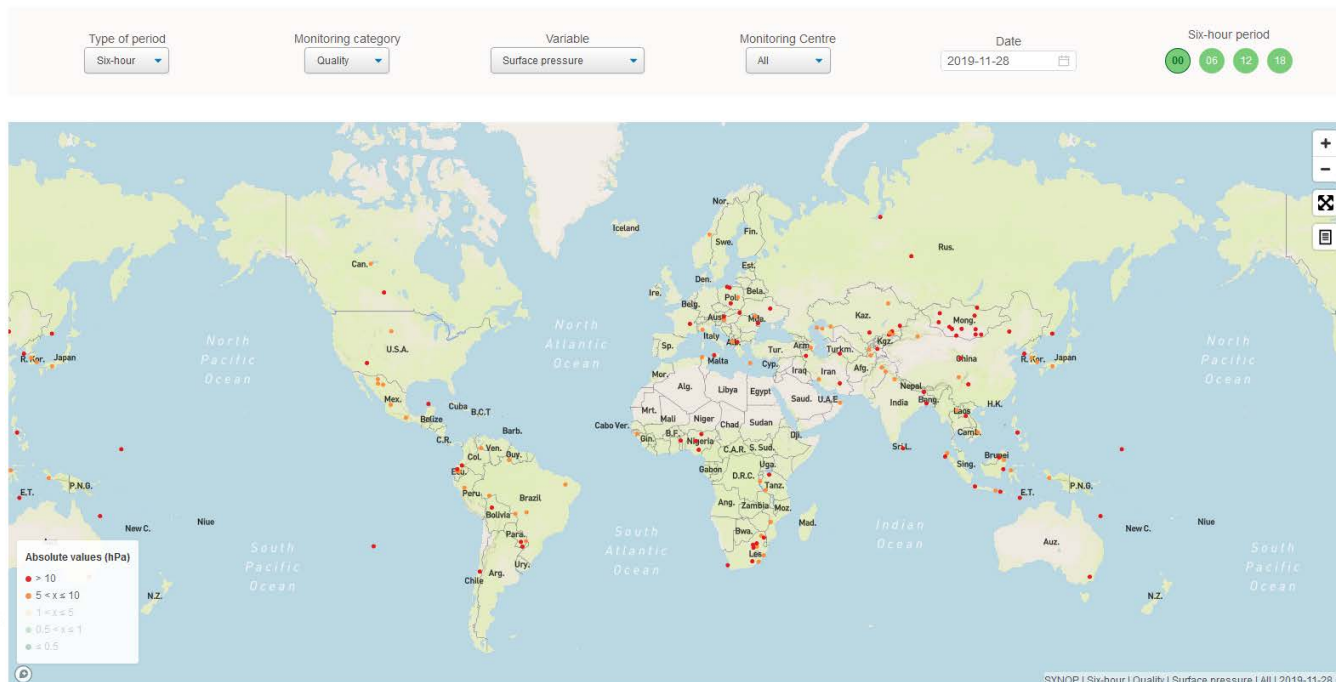 Type of period Monitoring category Variable Monitoring Centre Date Six-hour period
Six-hour Quality Surface pressure All 2019-11-28 00 06 12 18
Nor.
Iceland
Fin.
Swe.
Rus.
Can.
Est.
Den.
Ire.
Bela.
Pol.
Belg.
Kaz.
Mong.
Aus.
Mda.
North
Atlantic
Ocean
North
Pacific
Ocean
North
Pacific
Ocean
Italy
U.S.A.
Sp.
Alb.
Tur.
Arm.
Turkm.
Kgz.
R. Kor.
Japan
China
R. Kor.
Japan
Malta
Cyp.
Iraq
Iran
Afg.
Mor.
Alg.
Libya
Egypt
Nepal
Mex.
Cuba
B.C.T
Saud.
U.A.E
India
Bang.
Laos
H.K.
Belize
Mrt.
Mali
Niger
Chad
Sudan
Cabo Ver.
C.R.
Barb.
Gin.
B.F.
Nigeria
Dji.
Camb.
Ven.
Guy.
Col.
C.A.R.
S. Sud.
Sri L.
Brunei
Sing.
Ecu.
Gabon
Uga.
D.R.C.
Tanz.
P.N.G.
E.T.
Peru
Brazil
Ang.
Zambia
Moz.
E.T.
P.N.G.
New C.
Niue
Bolivia
Bwa.
Mad.
Indian
Ocean
New C.
Niue
South
Pacific
Ocean
Para.
South
Atlantic
Ocean
Les.
Auz.
South
Pacific
Ocean
Chile
Arg.
Ury.
N.Z.
N.Z.
Absolute values (hPa)
> 10
5 < x ≤ 10
1 < x ≤ 5
0.5 < x ≤ 1
≤ 0.5
SYNOP | Six-hour | Quality | Surface pressure | All | 2019-11-28